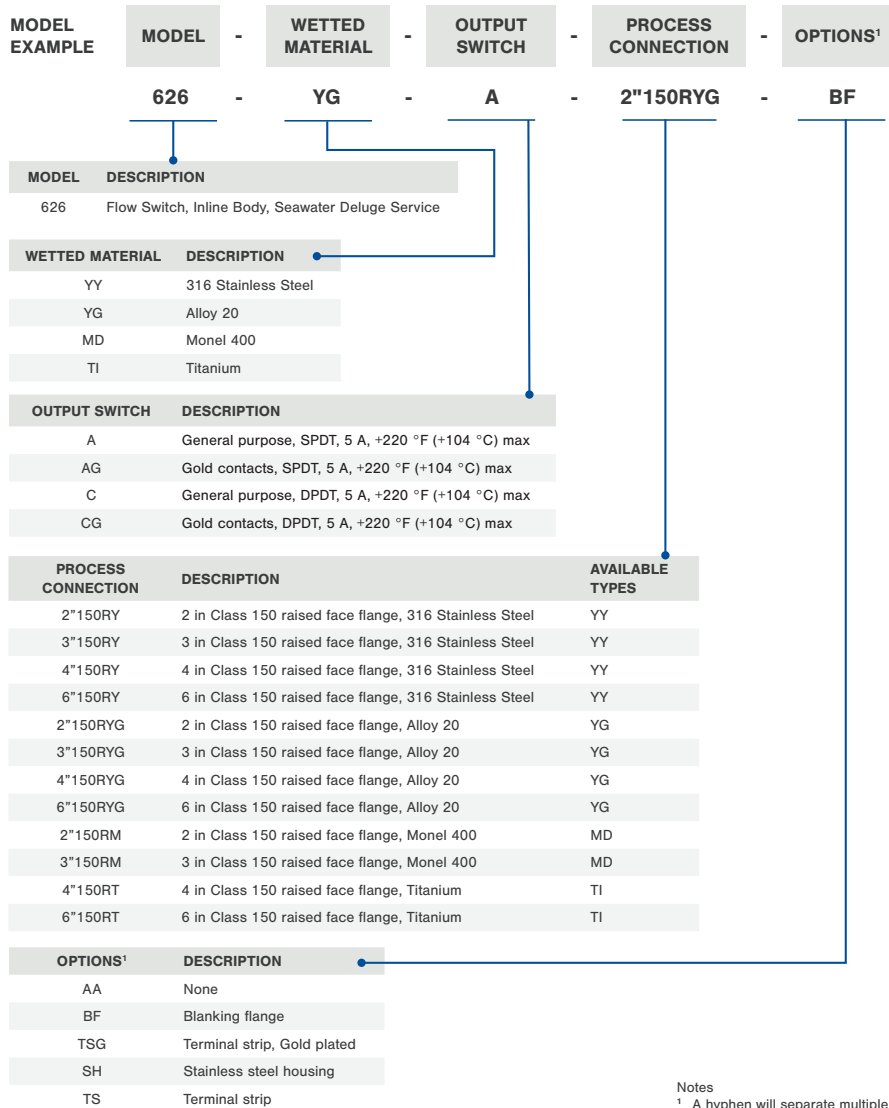 MODEL EXAMPLE
MODEL - WETTED MATERIAL - OUTPUT SWITCH - PROCESS CONNECTION - OPTIONS¹
626 - YG - A - 2"150RYG - BF
MODEL DESCRIPTION
626 Flow Switch, Inline Body, Seawater Deluge Service
WETTED MATERIAL DESCRIPTION
YY 316 Stainless Steel
YG Alloy 20
MD Monel 400
TI Titanium
OUTPUT SWITCH DESCRIPTION
A General purpose, SPDT, 5 A, +220 °F (+104 °C) max
AG Gold contacts, SPDT, 5 A, +220 °F (+104 °C) max
C General purpose, DPDT, 5 A, +220 °F (+104 °C) max
CG Gold contacts, DPDT, 5 A, +220 °F (+104 °C) max
PROCESS CONNECTION DESCRIPTION AVAILABLE TYPES
2”150RY 2 in Class 150 raised face flange, 316 Stainless Steel YY
3”150RY 3 in Class 150 raised face flange, 316 Stainless Steel YY
4”150RY 4 in Class 150 raised face flange, 316 Stainless Steel YY
6”150RY 6 in Class 150 raised face flange, 316 Stainless Steel YY
2”150RYG 2 in Class 150 raised face flange, Alloy 20 YG
3”150RYG 3 in Class 150 raised face flange, Alloy 20 YG
4”150RYG 4 in Class 150 raised face flange, Alloy 20 YG
6”150RYG 6 in Class 150 raised face flange, Alloy 20 YG
2”150RM 2 in Class 150 raised face flange, Monel 400 MD
3”150RM 3 in Class 150 raised face flange, Monel 400 MD
4”150RT 4 in Class 150 raised face flange, Titanium TI
6”150RT 6 in Class 150 raised face flange, Titanium TI
OPTIONS¹ DESCRIPTION
AA None
BF Blanking flange
TSG Terminal strip, Gold plated
SH Stainless steel housing
TS Terminal strip
Notes
¹ A hyphen will separate multiple